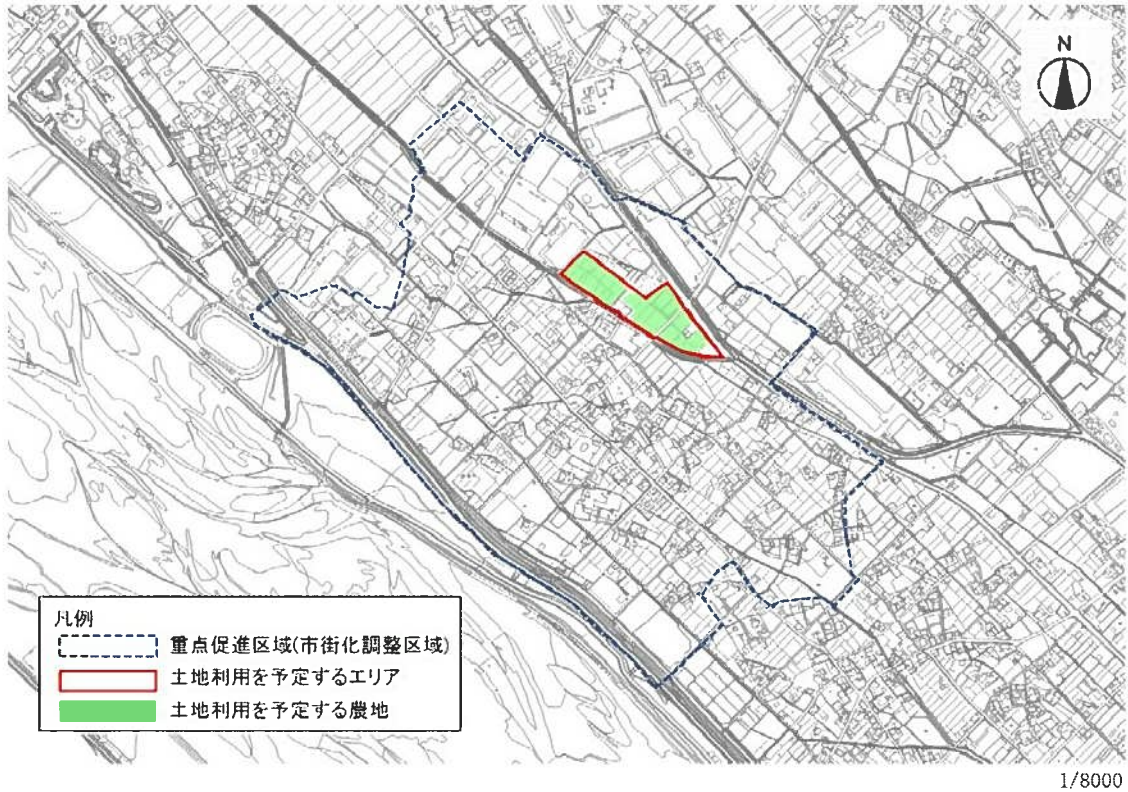 N
凡例
重点促進区域(市街化調整区域)
土地利用を予定するエリア
土地利用を予定する農地
1/8000